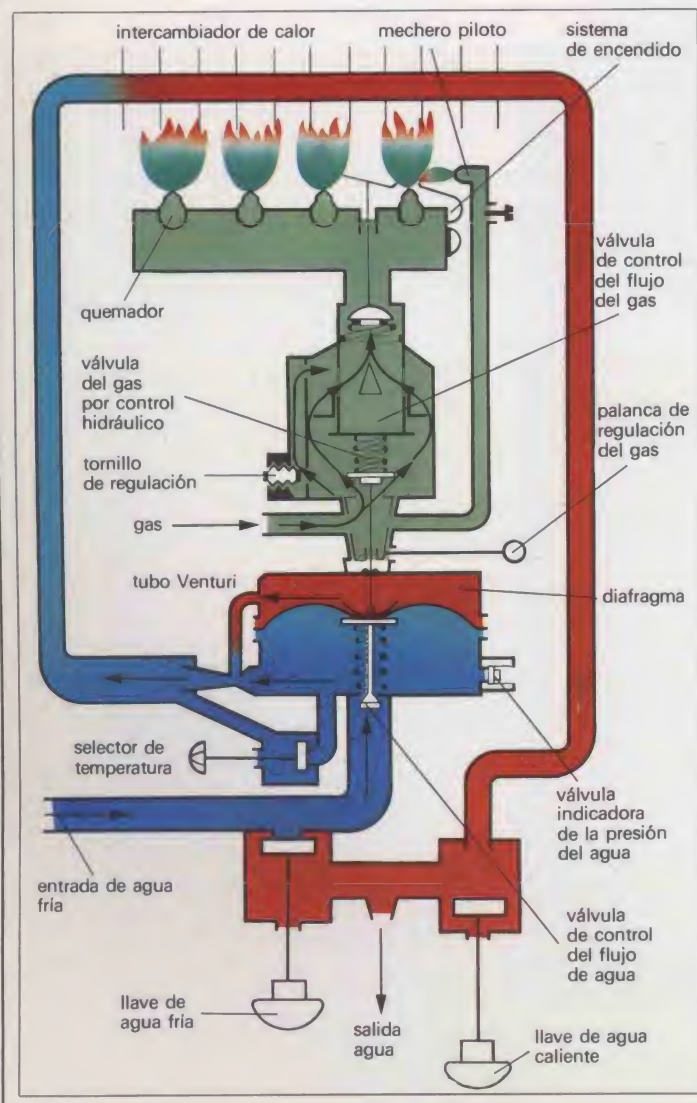 intercambiador de calor
mechero piloto
sistema
de encendido
válvula
de control
del flujo
del gas
quemador
válvula
del gas
por control
hidráulico
palanca de
regulación
del gas
tornillo
de regulación
gas
tubo Venturi
diafragma
selector de
temperatura
válvula
indicadora
de la presión
del agua
entrada de agua
fría
válvula
de control
del flujo
de agua
llave de
agua fría
salida
agua
llave de agua
caliente